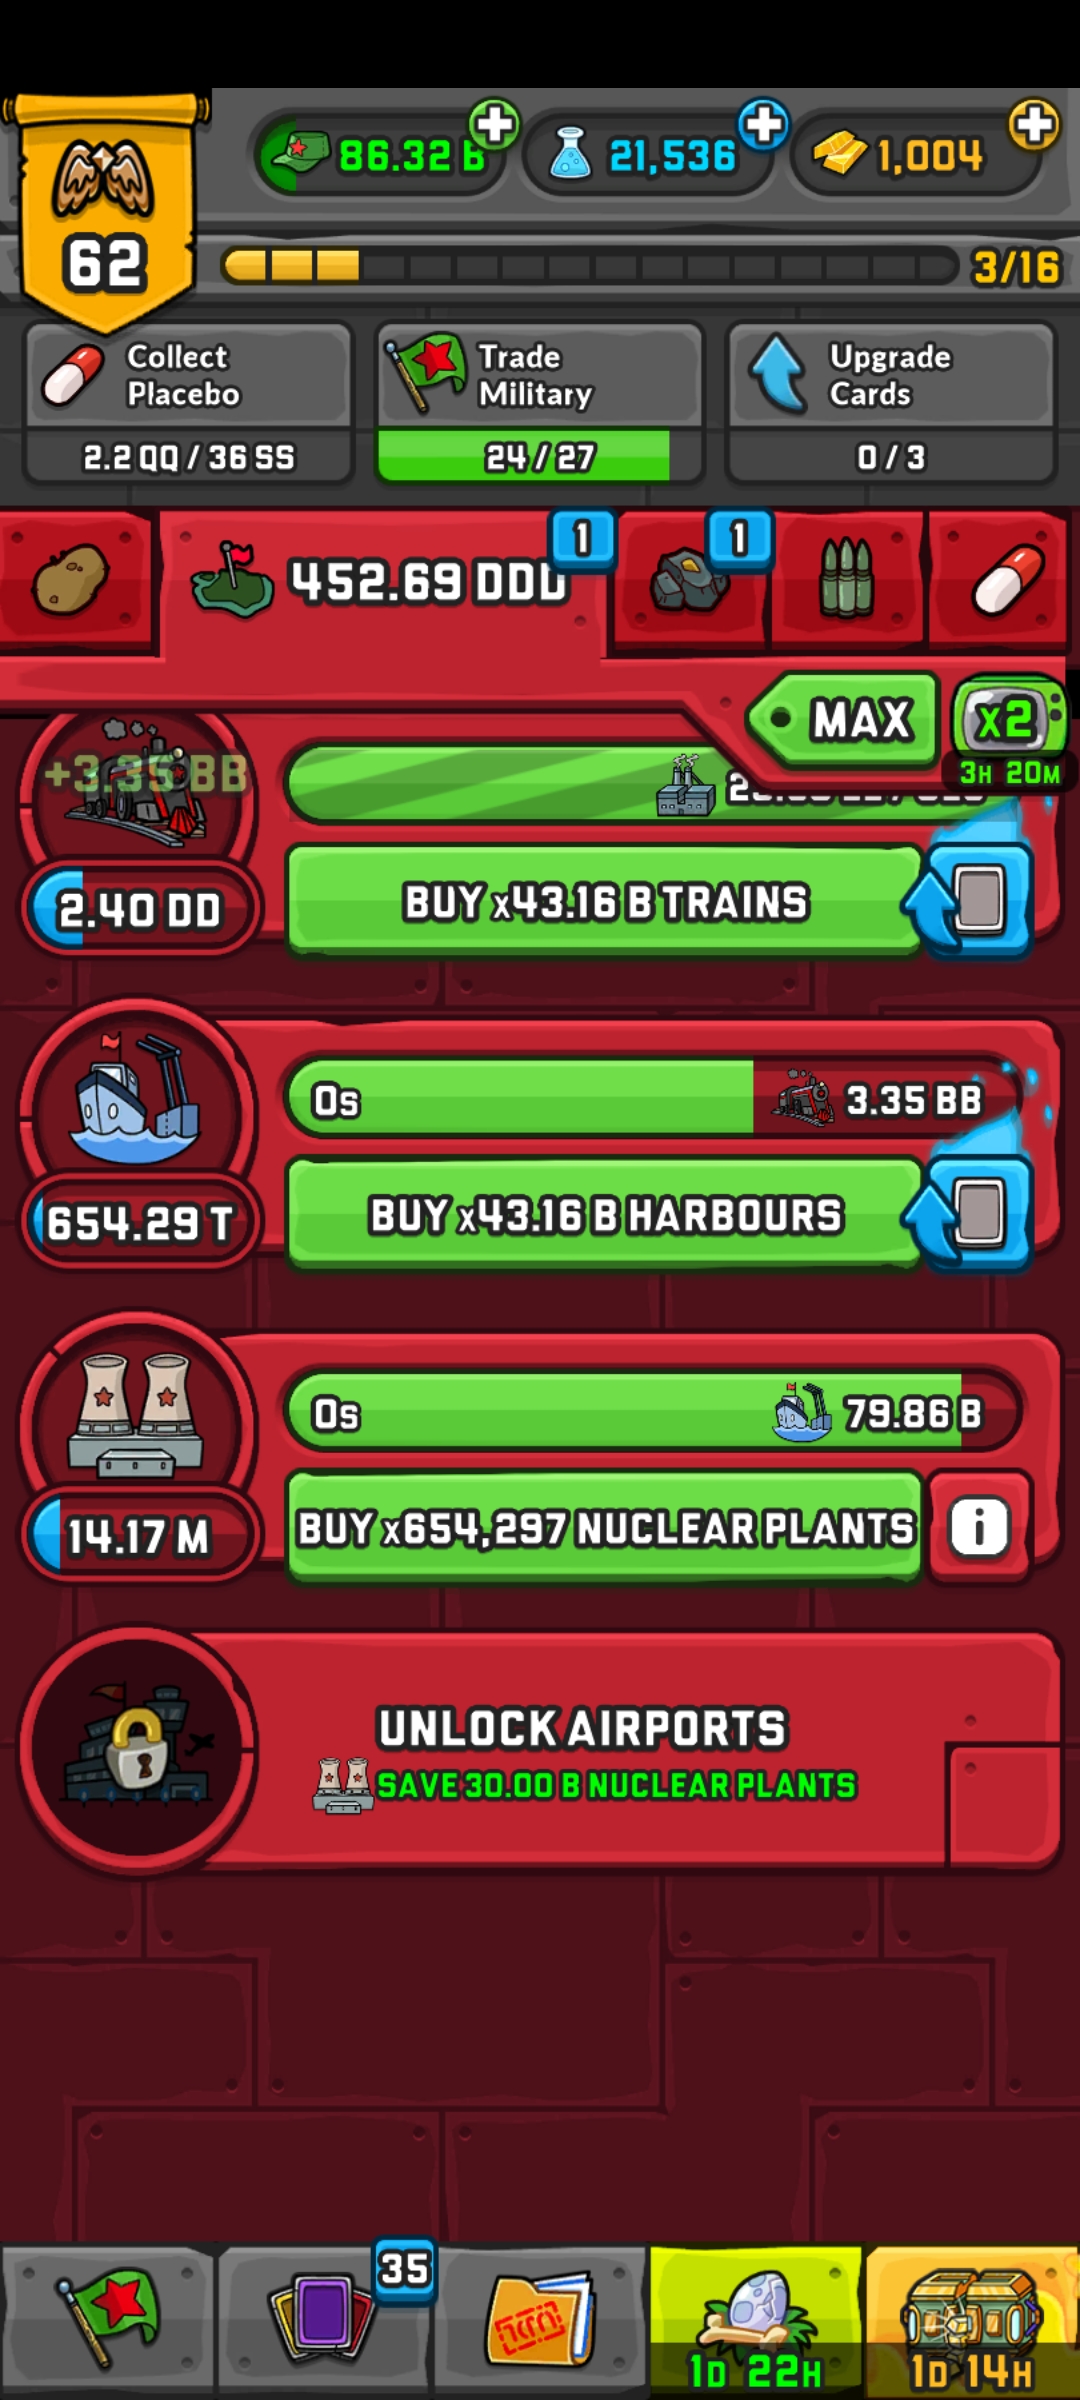 86.32 B
21,536
1,004
62
3/16
Collect
Placebo
2.2 QQ / 36 SS
Trade
Military
24 / 27
Upgrade
Cards
0 / 3
452.69 DDD
1
1
MAX
X2
3H 20M
+3.35 BB
2.40 DD
BUY x43.16 B TRAINS
0s
3.35 BB
654.29 T
BUY x43.16 B HARBOURS
0s
79.86 B
14.17 M
BUY x654,297 NUCLEAR PLANTS
i
UNLOCK AIRPORTS
SAVE 30.00 B NUCLEAR PLANTS
35
1D 22H
1D 14H